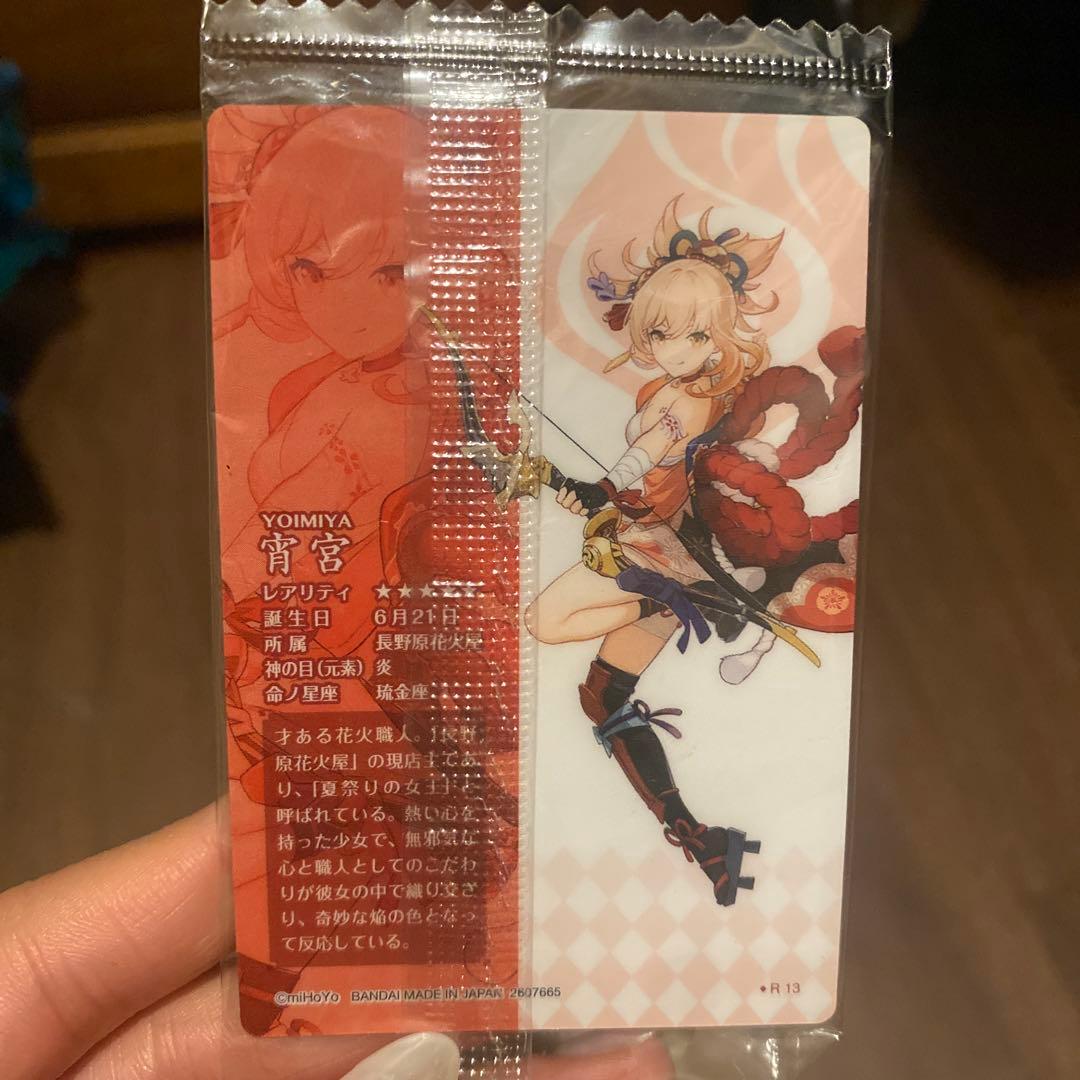 YOIMIYA
宵宮
レアリティ ★★★★★
誕生日 6月21日
所属 長野原花火屋
神の目(元素) 炎
命ノ星座 琉金座
才ある花火職人。「長野
原花火屋」の現店主であ
り、「夏祭りの女王」と
呼ばれている。熱い心を
持った少女で、無邪気な
心と職人としてのこだわ
りが彼女の中で織り交ざ
り、奇妙な焔の色となっ
て反応している。
©miHoYo BANDAI MADE IN JAPAN 2607665
◆R 13